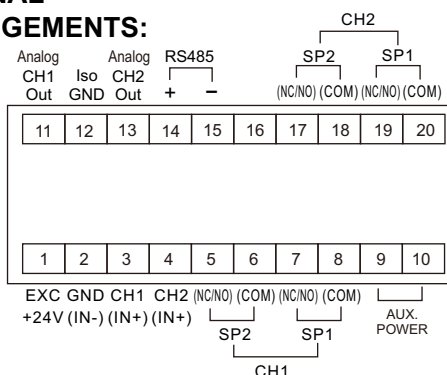 GEMENTS:
CH2
Analog Analog RS485 SP2 SP1
CH1 Iso CH2
Out GND Out + – (NC/NO) (COM) (NC/NO) (COM)
11 12 13 14 15 16 17 18 19 20
1 2 3 4 5 6 7 8 9 10
EXC GND CH1 CH2 (NC/NO) (COM) (NC/NO) (COM)
+24V (IN-) (IN+) (IN+) AUX.
SP2 SP1 POWER
CH1